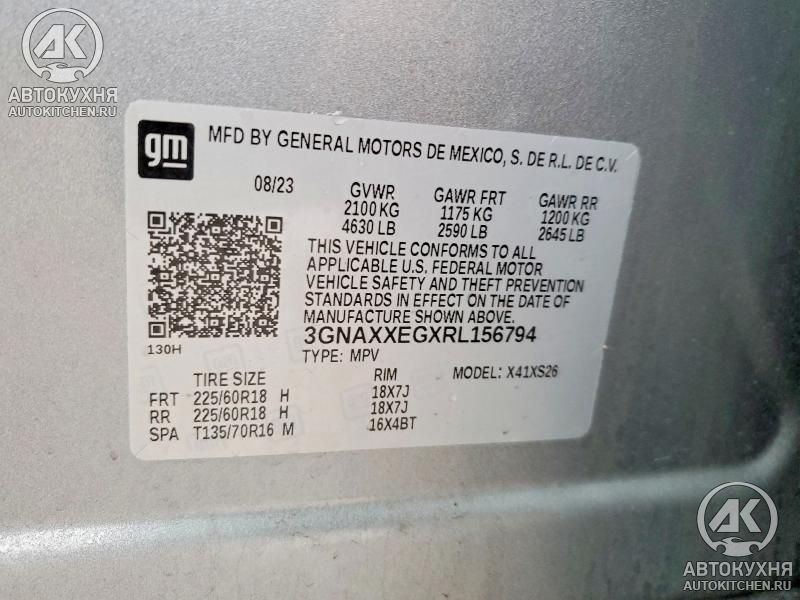 AK
АВТОКУХНЯ
AUTOKITCHEN.RU
gm
MFD BY GENERAL MOTORS DE MEXICO, S. DE R.L. DE C.V.
08/23 GVWR GAWR FRT GAWR RR
2100 KG 1175 KG 1200 KG
4630 LB 2590 LB 2645 LB
THIS VEHICLE CONFORMS TO ALL
APPLICABLE U.S. FEDERAL MOTOR
VEHICLE SAFETY AND THEFT PREVENTION
STANDARDS IN EFFECT ON THE DATE OF
MANUFACTURE SHOWN ABOVE.
130H
3GNAXXEGXRL156794
TYPE: MPV MODEL: X41XS26
TIRE SIZE RIM
FRT 225/60R18 H 18X7J
RR 225/60R18 H 18X7J
SPA T135/70R16 M 16X4BT
AK
АВТОКУХНЯ
AUTOKITCHEN.RU